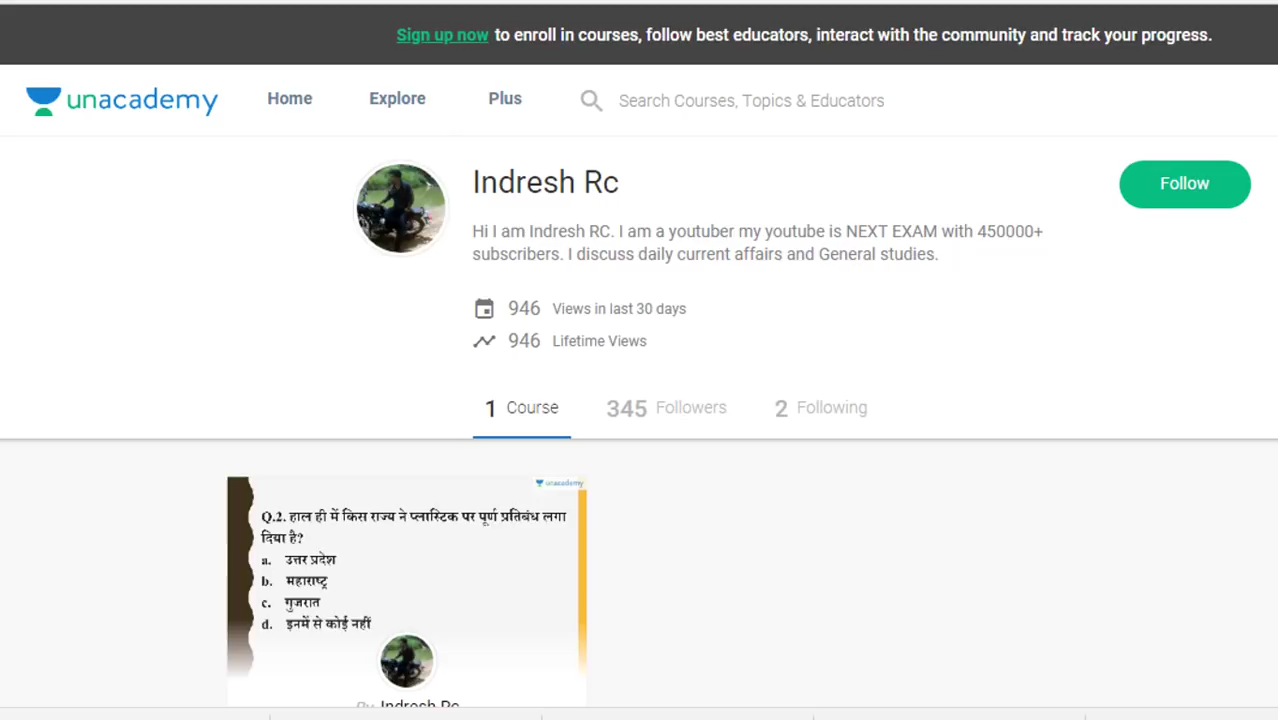 Sign up now to enroll in courses, follow best educators, interact with the community and track your progress.
unacademy
Home
Explore
Plus
Search Courses, Topics & Educators
Indresh Rc
Follow
Hi I am Indresh RC. I am a youtuber my youtube is NEXT EXAM with 450000+
subscribers. I discuss daily current affairs and General studies.
946 Views in last 30 days
946 Lifetime Views
1 Course
345 Followers
2 Following
unacademy
Q.2. हाल ही में किस राज्य ने प्लास्टिक पर पूर्ण प्रतिबंध लगा
दिया है?
a. उत्तर प्रदेश
b. महाराष्ट्र
c. गुजरात
d. इनमें से कोई नहीं
By Indresh Rc